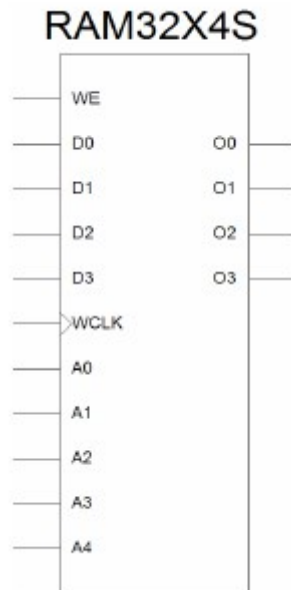 RAM32X4S
WE
D0 O0
D1 O1
D2 O2
D3 O3
WCLK
A0
A1
A2
A3
A4